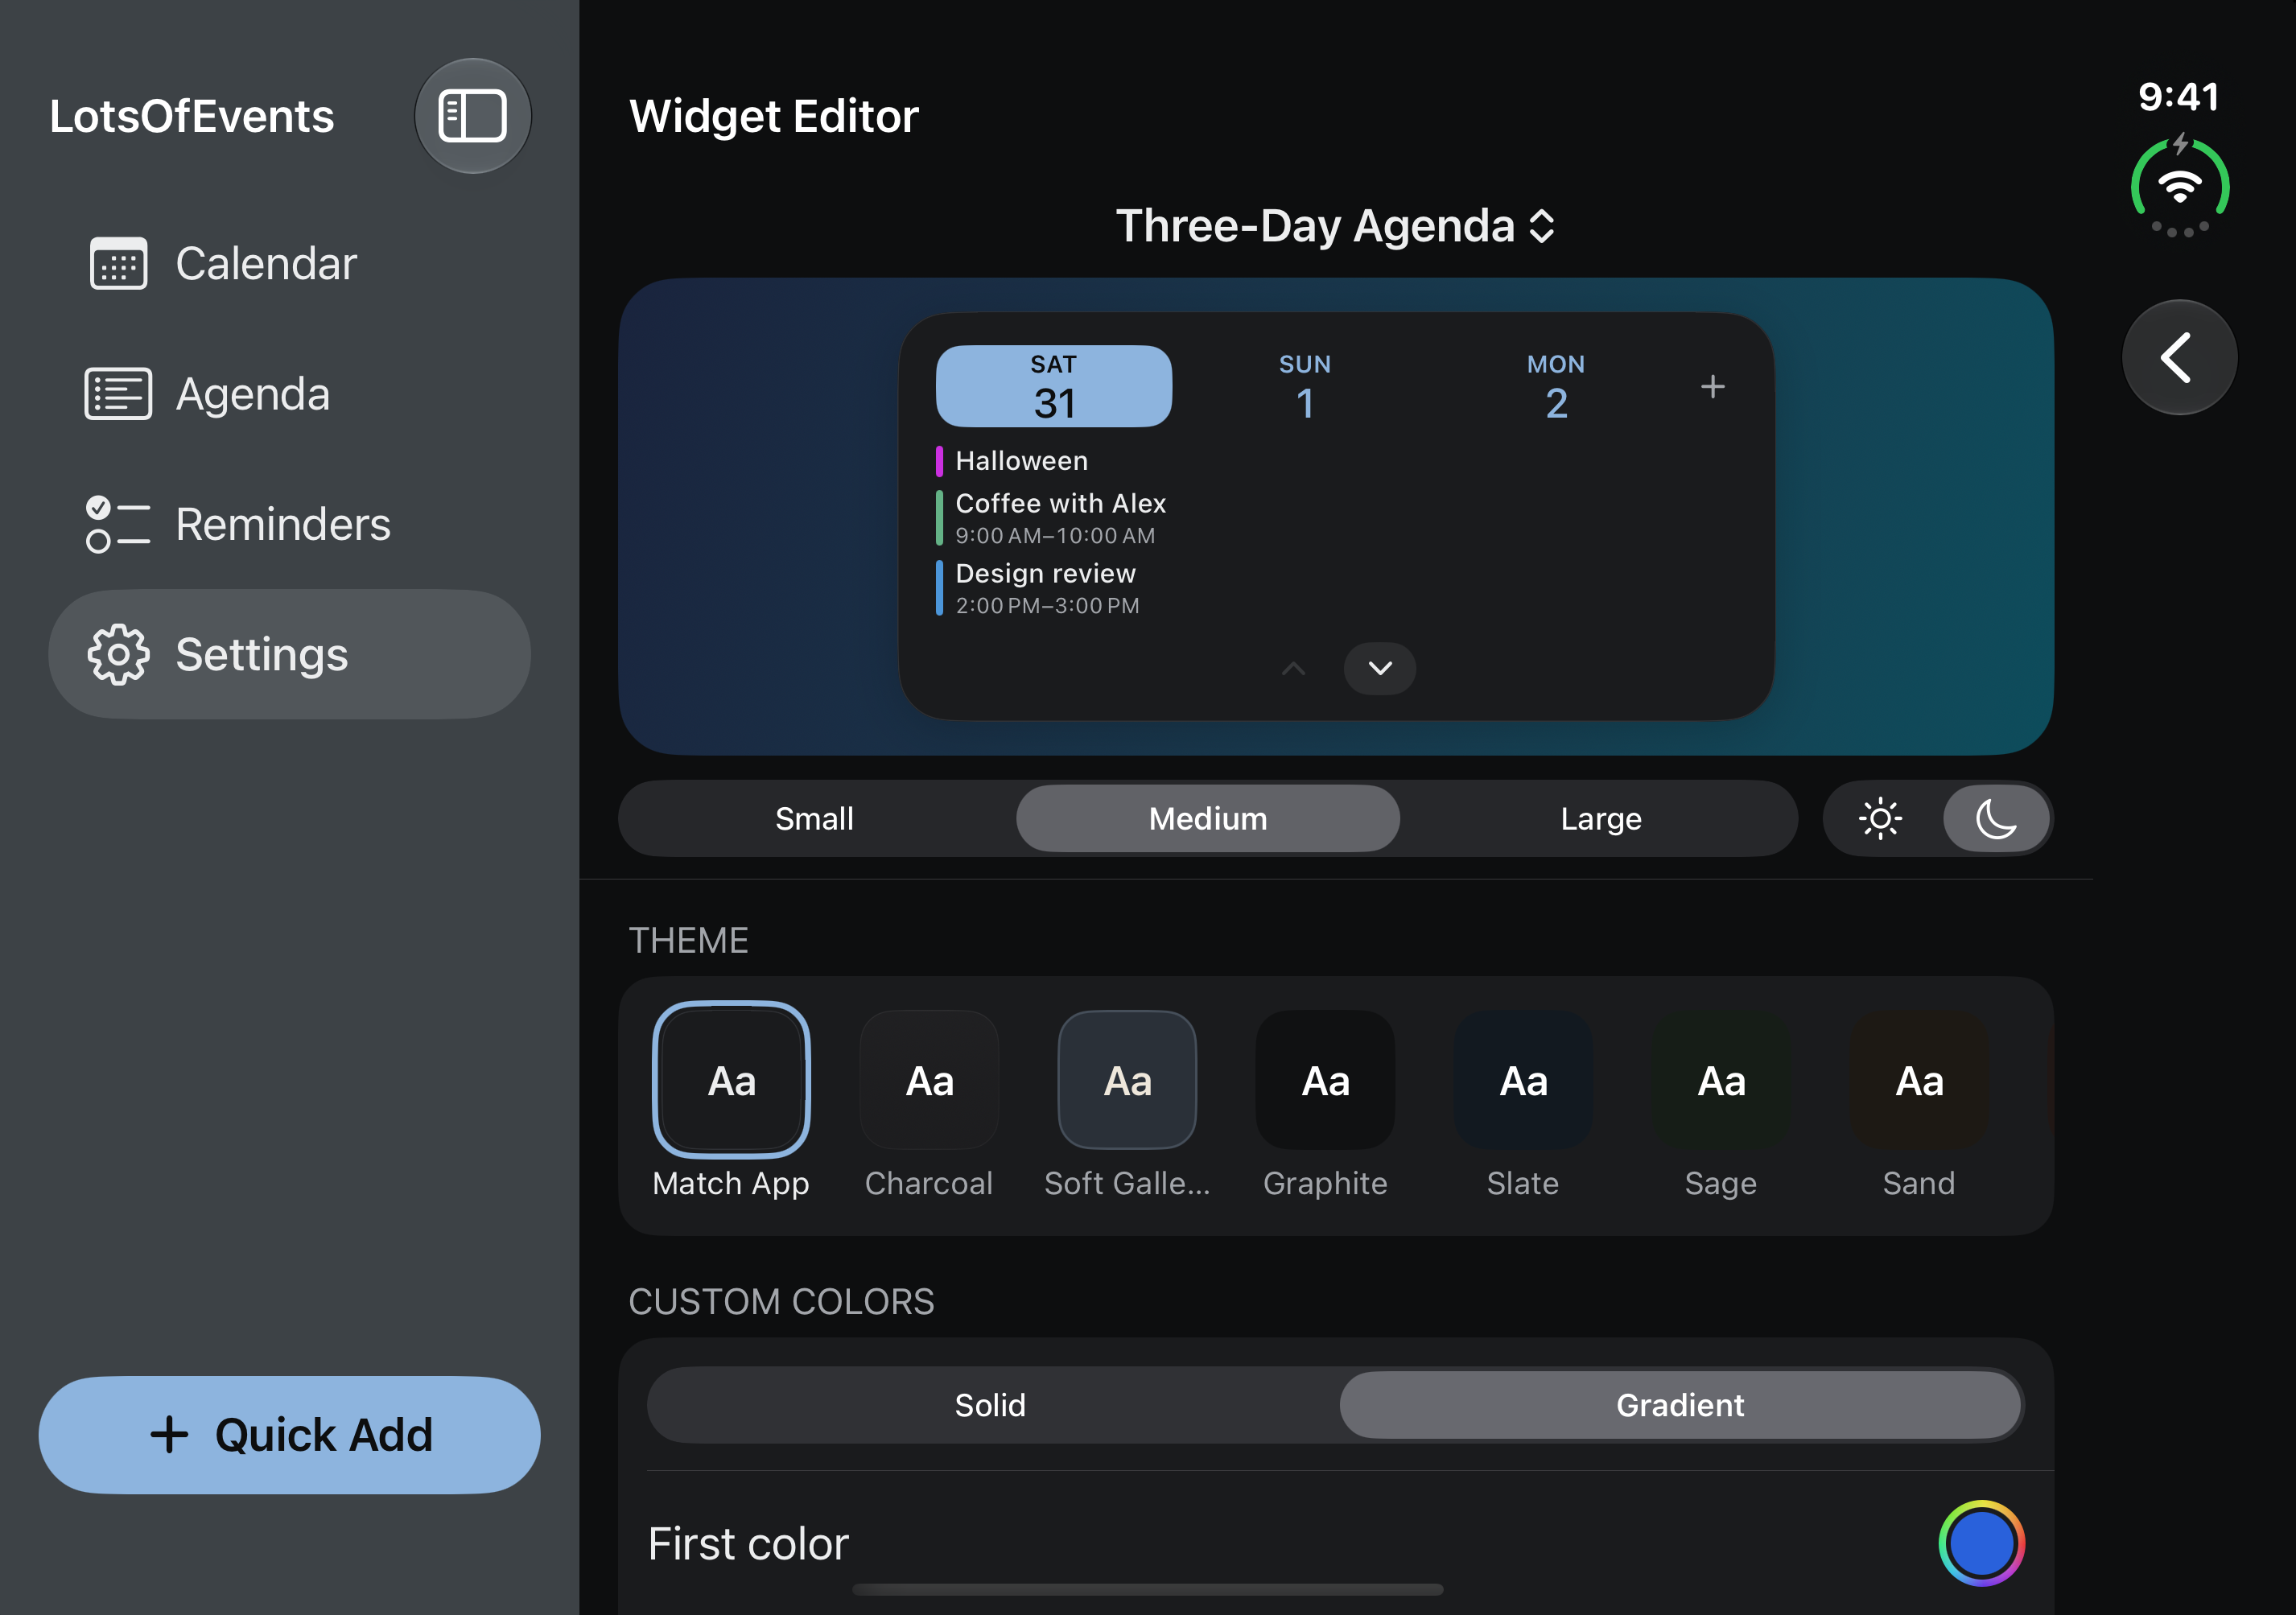 LotsOfEvents
Calendar
Agenda
Reminders
Settings
Quick Add
Widget Editor
9:41
Three-Day Agenda
SAT SUN MON
31 1 2
Halloween
Coffee with Alex
9:00 AM–10:00 AM
Design review
2:00 PM–3:00 PM
Small Medium Large
THEME
Aa Aa Aa Aa Aa Aa Aa
Match App Charcoal Soft Galle... Graphite Slate Sage Sand
CUSTOM COLORS
Solid Gradient
First color